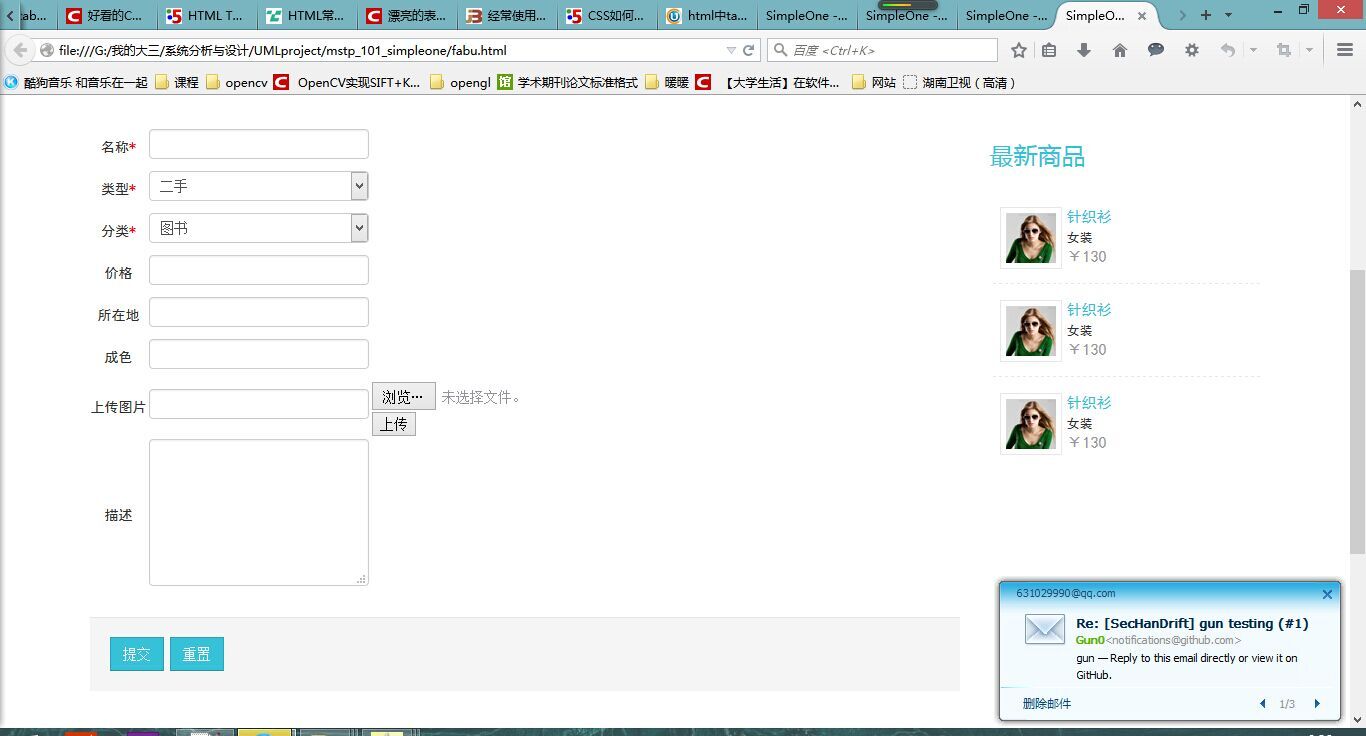 tab... 好看的C... HTML T... HTML常... 漂亮的表... 经常使用... CSS如何... html中ta... SimpleOne -... SimpleOne -... SimpleOne -... SimpleO...
file:///G:/我的大三/系统分析与设计/UMLproject/mstp_101_simpleone/fabu.html 百度 <Ctrl+K>
酷狗音乐 和音乐在一起 课程 opencv OpenCV实现SIFT+K... opengl 馆 学术期刊论文标准格式 暖暖 【大学生活】在软件... 网站 湖南卫视（高清）
名称*
类型* 二手
分类* 图书
价格
所在地
成色
上传图片 浏览… 未选择文件。
上传
描述
提交 重置
最新商品
针织衫
女装
￥130
针织衫
女装
￥130
针织衫
女装
￥130
631029990@qq.com
Re: [SecHanDrift] gun testing (#1)
Gun0<notifications@github.com>
gun — Reply to this email directly or view it on
GitHub.
删除邮件 1/3